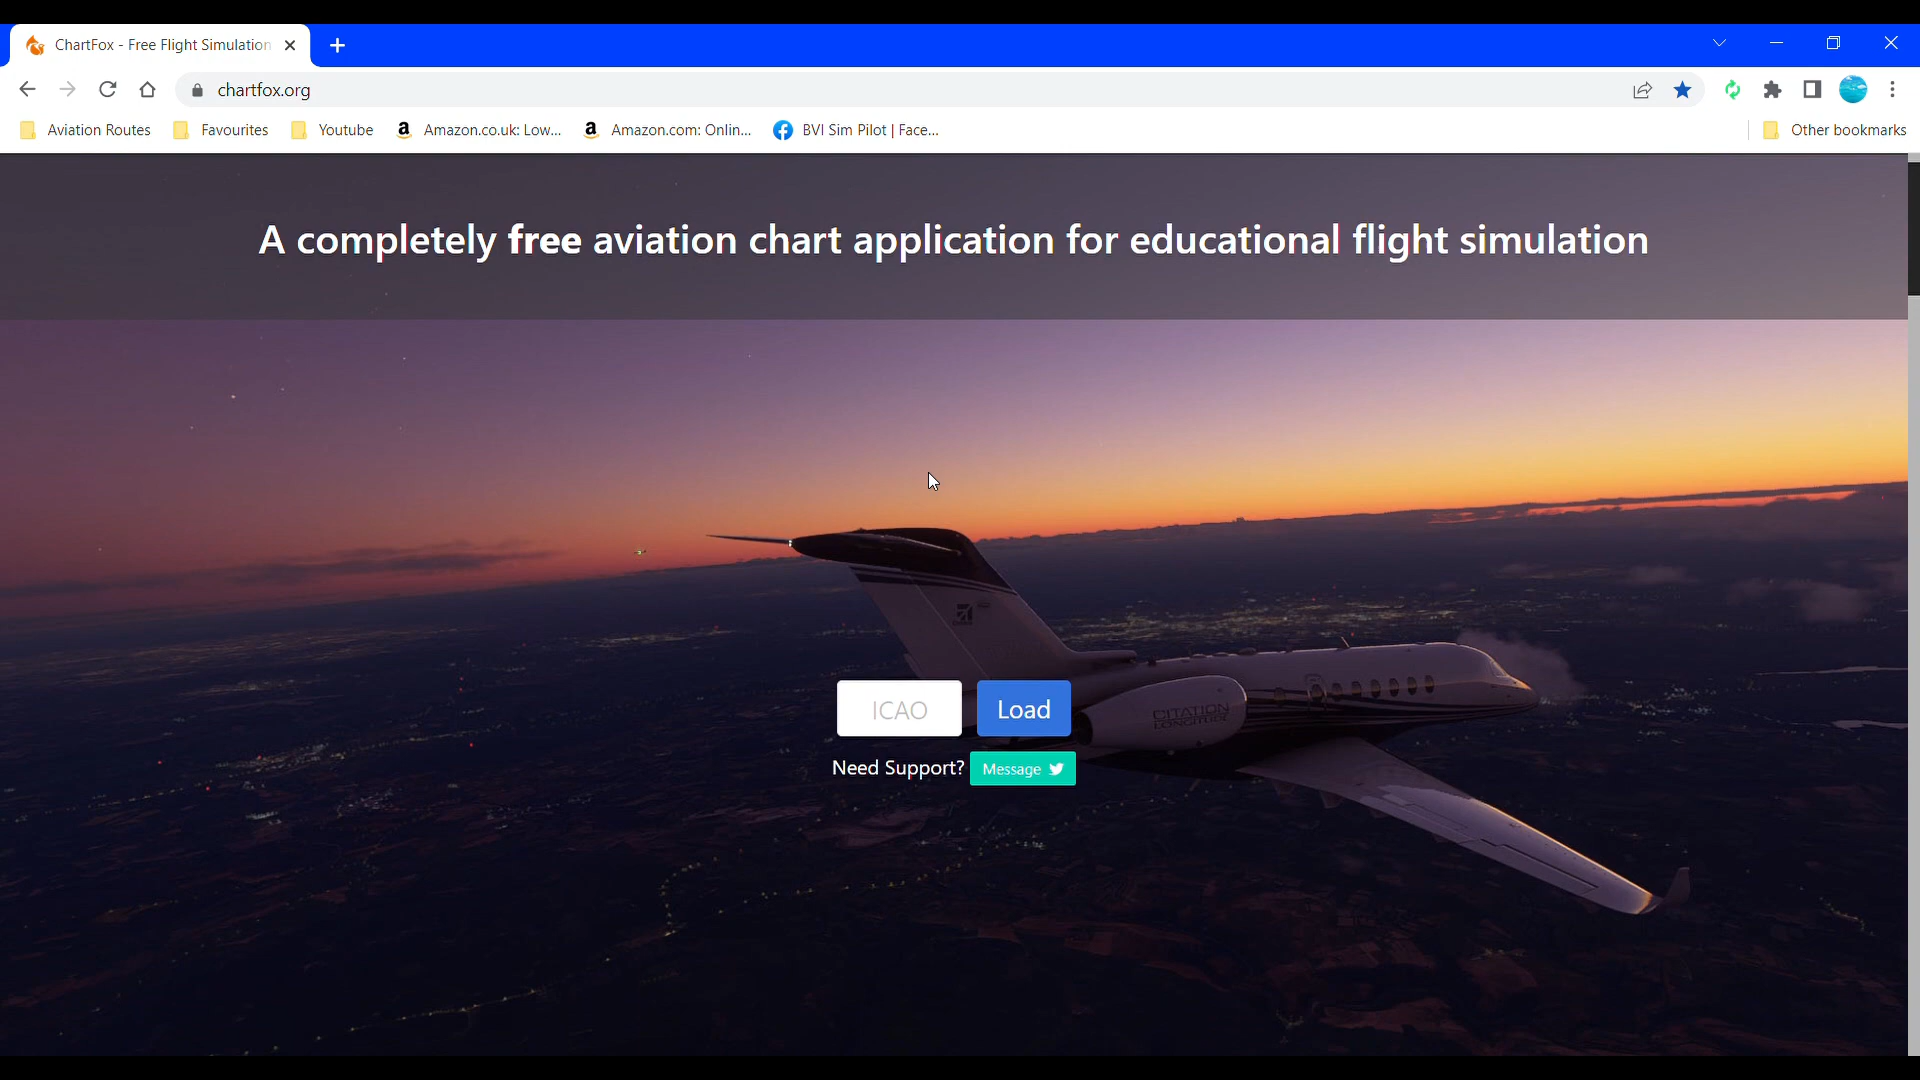 ChartFox - Free Flight Simulation
chartfox.org
Aviation Routes
Favourites
Youtube
Amazon.co.uk: Low...
Amazon.com: Onlin...
BVI Sim Pilot | Face...
Other bookmarks
A completely free aviation chart application for educational flight simulation
CITATION
LONGITUDE
ICAO
Load
Need Support?
Message